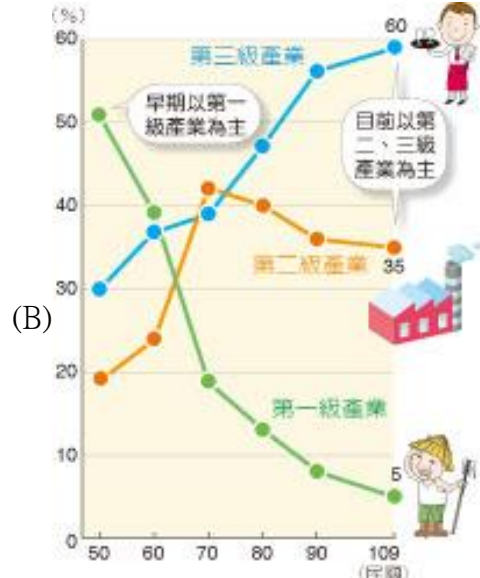 (%)
60
50
40
30
20
10
0
50
60
70
80
90
109
(民國)
第三級產業
60
早期以第一
級產業為主
目前以第
二、三級
產業為主
第二級產業
35
第一級產業
5
(B)